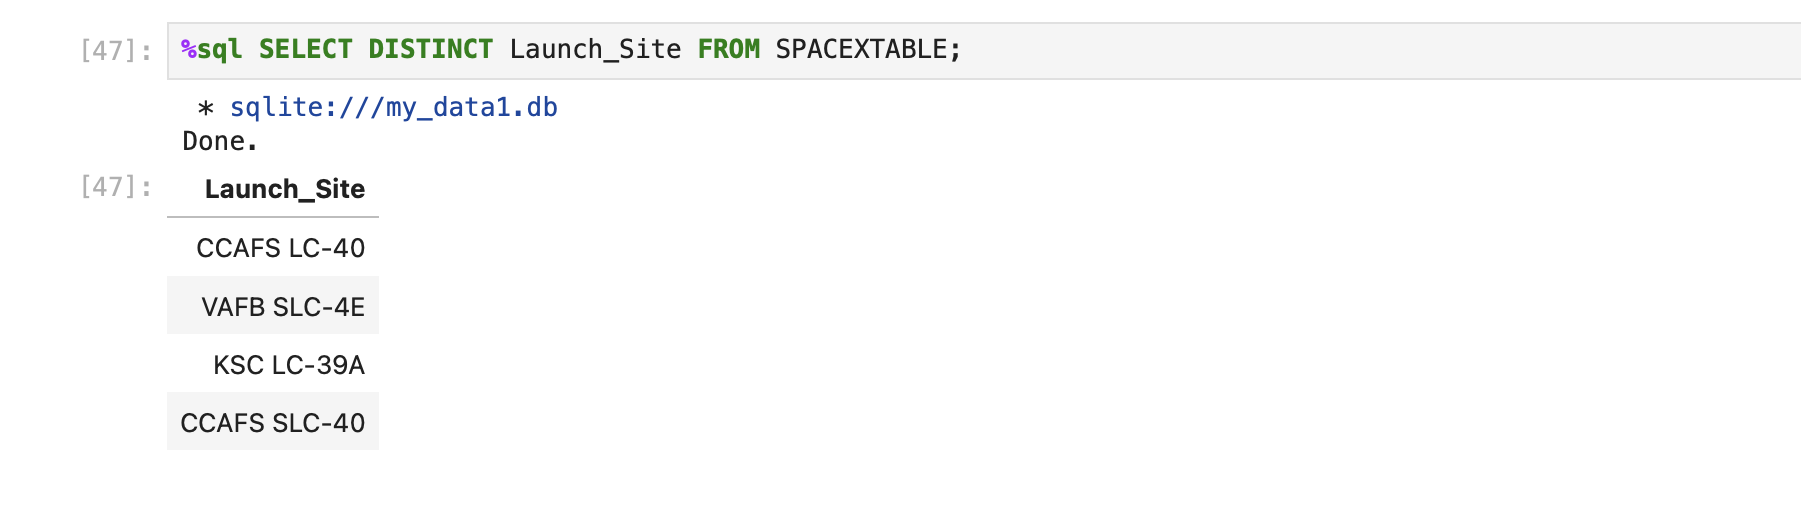 [47]: %sql SELECT DISTINCT Launch_Site FROM SPACEXTABLE;
* sqlite:///my_data1.db
Done.
[47]: Launch_Site
CCAFS LC-40
VAFB SLC-4E
KSC LC-39A
CCAFS SLC-40